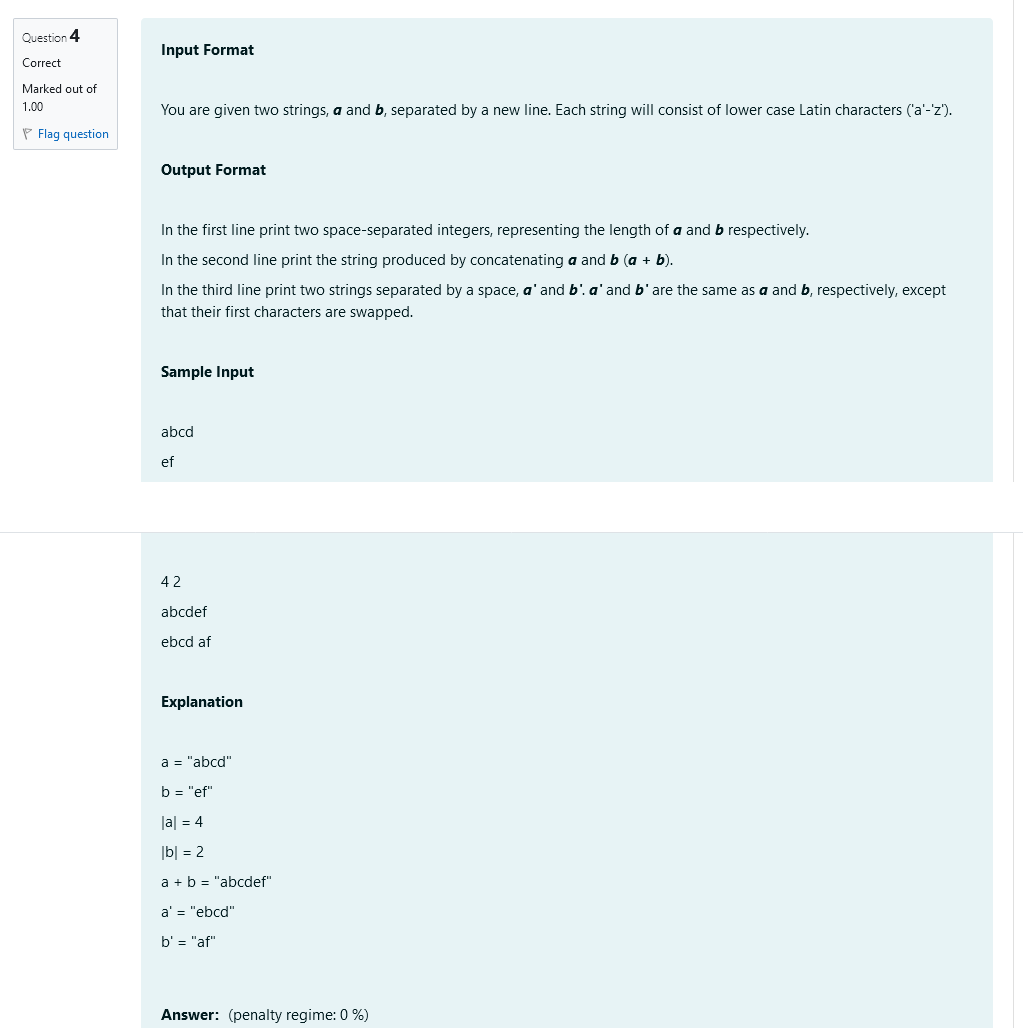 Question 4
Correct
Marked out of
1.00
Flag question
Input Format
You are given two strings, a and b, separated by a new line. Each string will consist of lower case Latin characters ('a'-'z').
Output Format
In the first line print two space-separated integers, representing the length of a and b respectively.
In the second line print the string produced by concatenating a and b (a + b).
In the third line print two strings separated by a space, a' and b'. a' and b' are the same as a and b, respectively, except
that their first characters are swapped.
Sample Input
abcd
ef
4 2
abcdef
ebcd af
Explanation
a = "abcd"
b = "ef"
|a| = 4
|b| = 2
a + b = "abcdef"
a' = "ebcd"
b' = "af"
Answer: (penalty regime: 0 %)